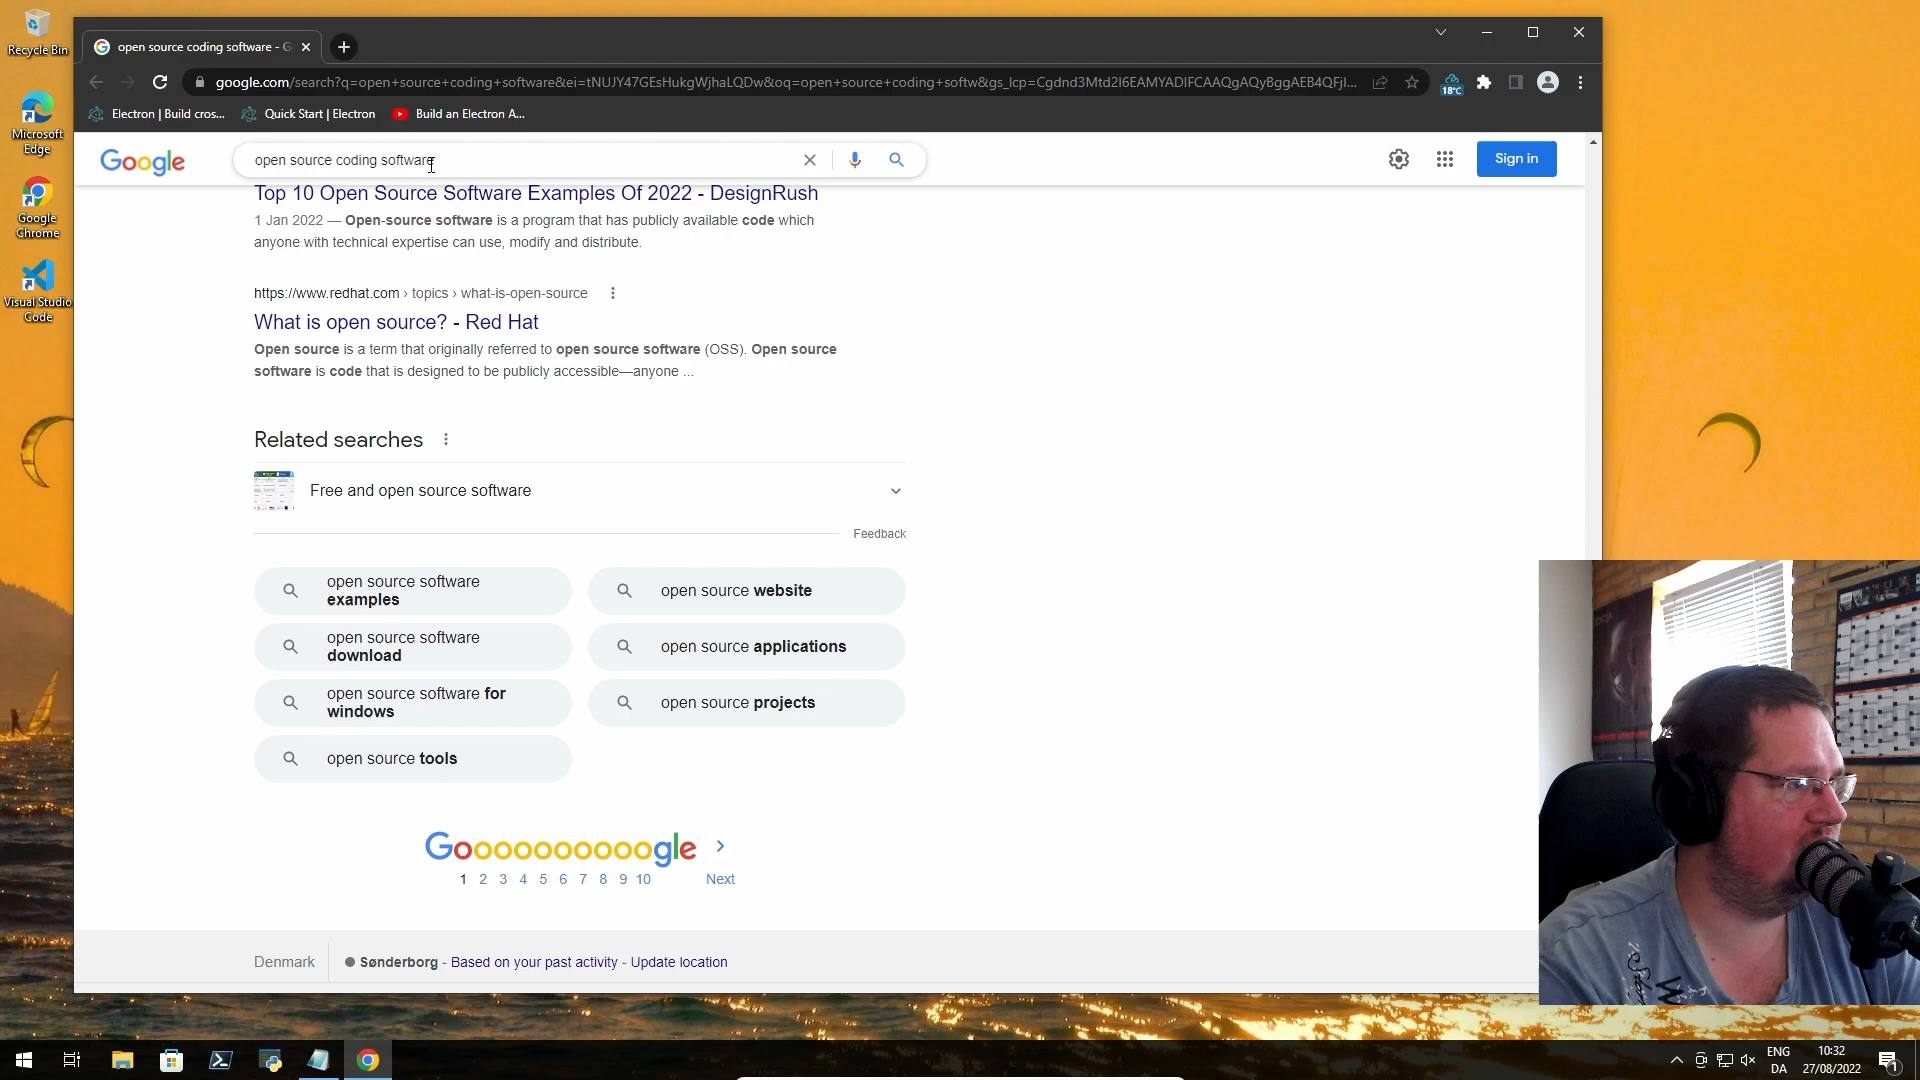 Recycle Bin
Microsoft
Edge
Google
Chrome
Visual Studio
Code
open source coding software - G
google.com/search?q=open+source+coding+software&ei=tNUJY47GEsHukgWjhaLQDw&oq=open+source+coding+softw&gs_lcp=Cgdnd3Mtd2l6EAMYADIFCAAQgAQyBggAEB4QFjI...
18°C
Electron | Build cros...
Quick Start | Electron
Build an Electron A...
Google
open source coding software
Sign in
Top 10 Open Source Software Examples Of 2022 - DesignRush
1 Jan 2022 — Open-source software is a program that has publicly available code which
anyone with technical expertise can use, modify and distribute.
https://www.redhat.com › topics › what-is-open-source
What is open source? - Red Hat
Open source is a term that originally referred to open source software (OSS). Open source
software is code that is designed to be publicly accessible—anyone ...
Related searches
Free and open source software
Feedback
open source software
examples
open source website
open source software
download
open source applications
open source software for
windows
open source projects
open source tools
Goooooooooogle
1 2 3 4 5 6 7 8 9 10 Next
Denmark
Sønderborg - Based on your past activity - Update location
ENG
DA
10:32
27/08/2022
1